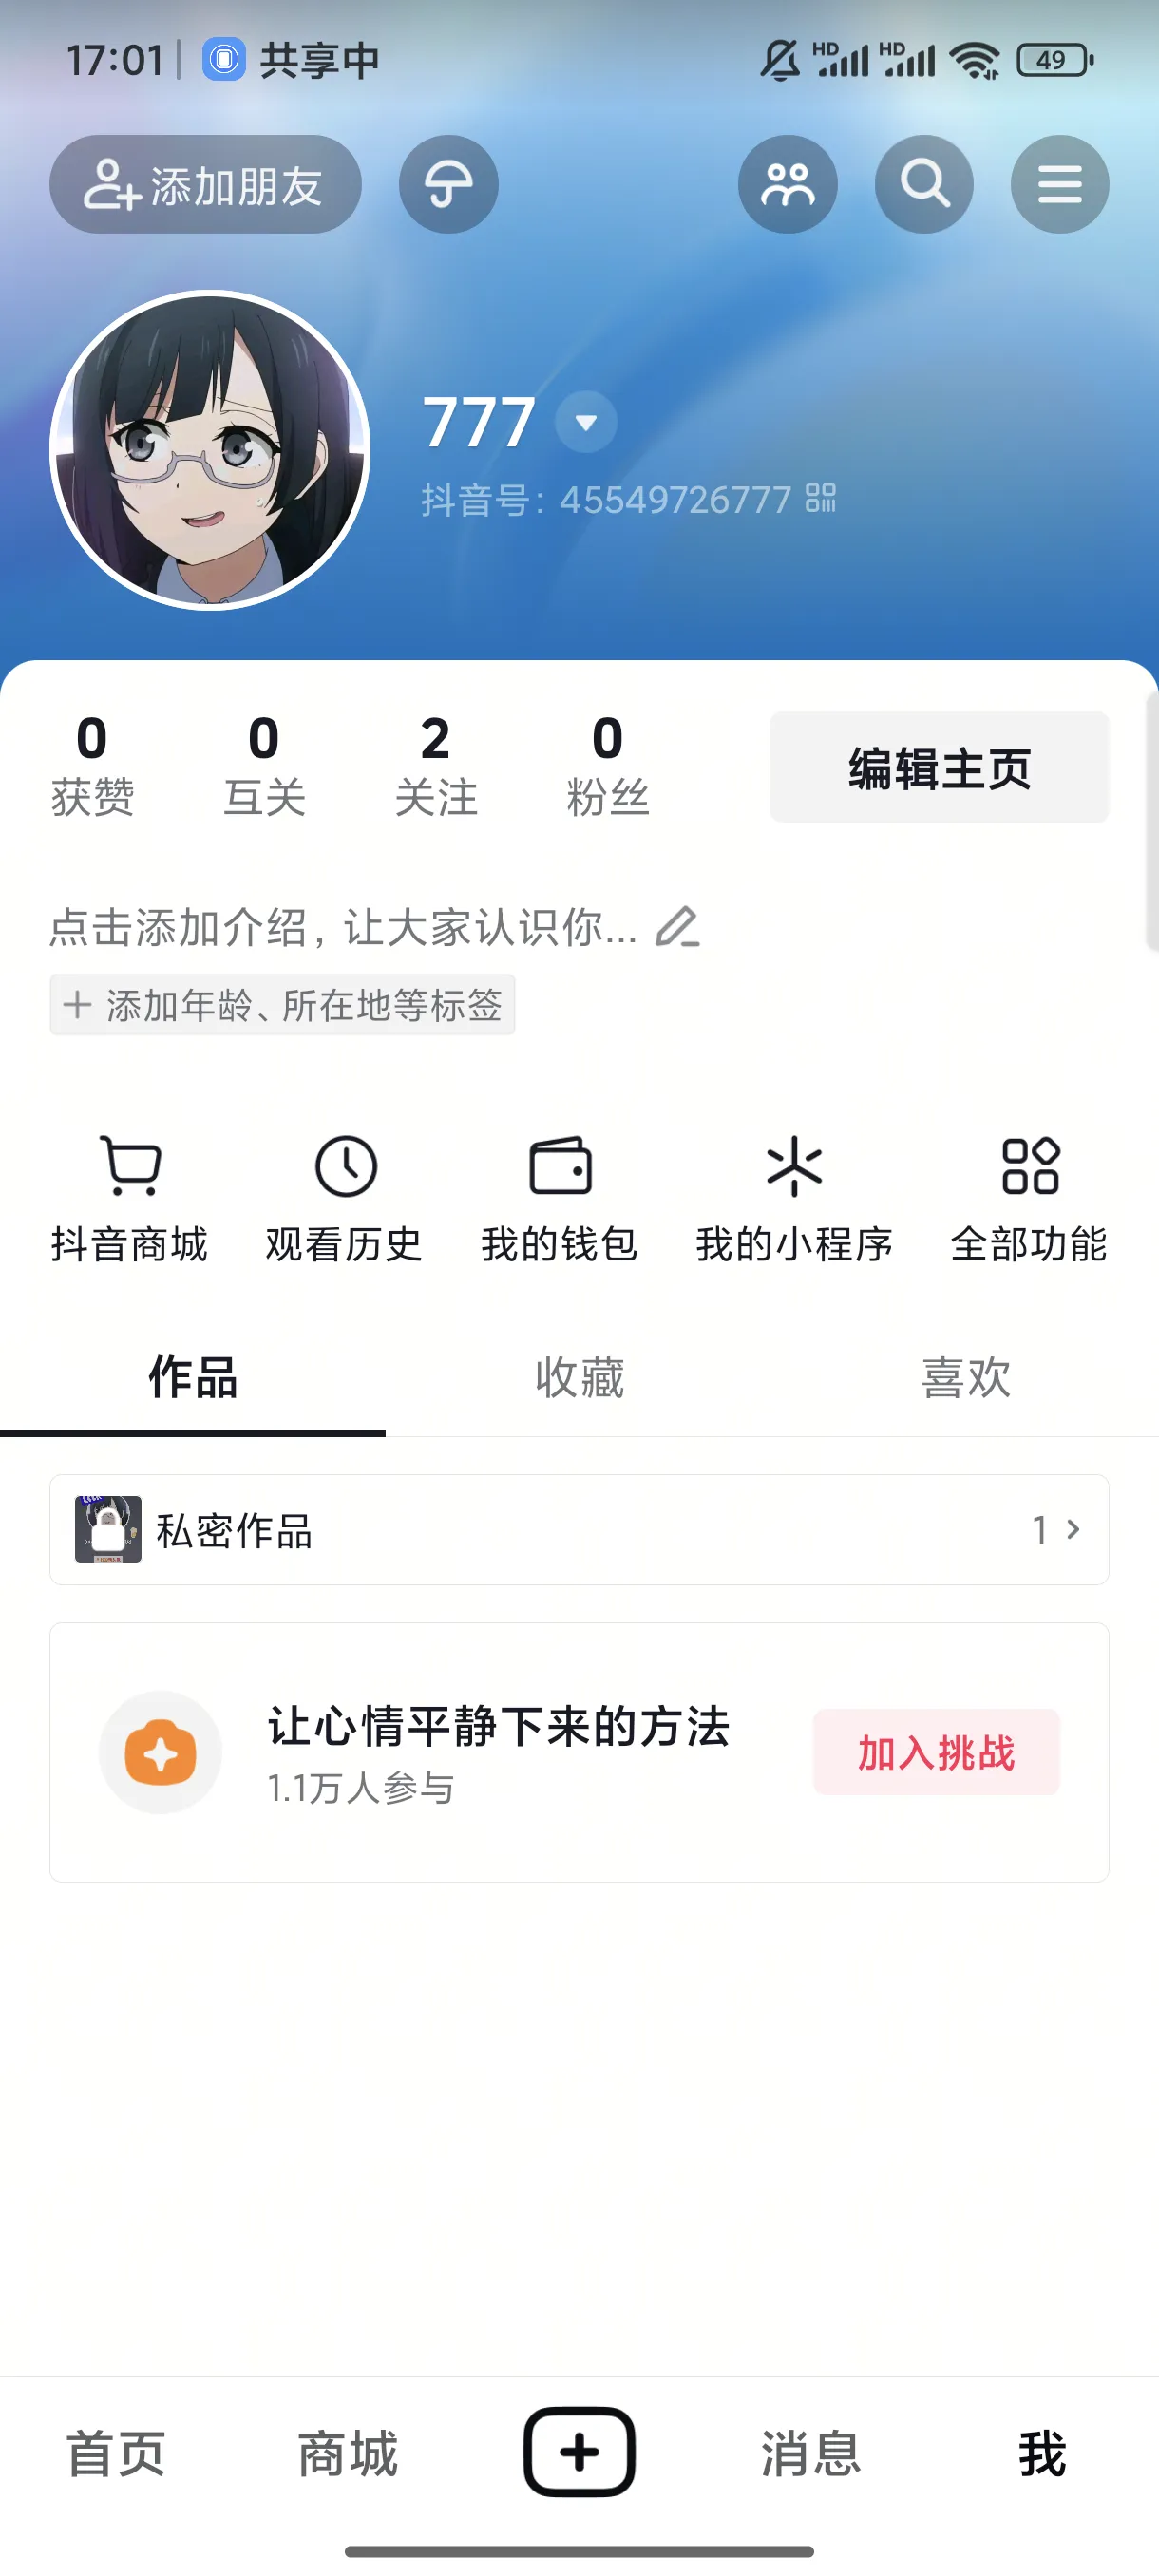 17:01
共享中
HD HD 49
添加朋友
777
抖音号：45549726777
0 0 2 0
获赞 互关 关注 粉丝
编辑主页
点击添加介绍，让大家认识你...
+ 添加年龄、所在地等标签
抖音商城 观看历史 我的钱包 我的小程序 全部功能
作品 收藏 喜欢
私密作品 1
让心情平静下来的方法
1.1万人参与
加入挑战
首页 商城 消息 我